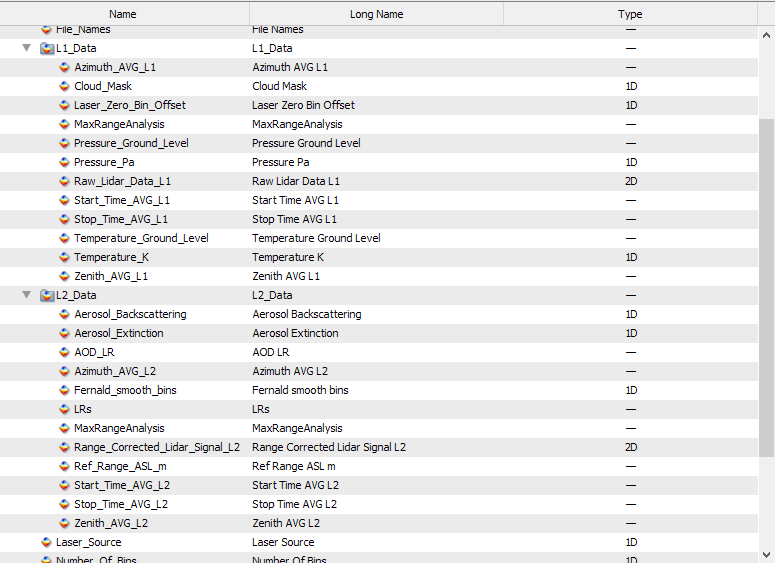 Name Long Name Type
File_Names File Names —
L1_Data L1_Data —
Azimuth_AVG_L1 Azimuth AVG L1 —
Cloud_Mask Cloud Mask 1D
Laser_Zero_Bin_Offset Laser Zero Bin Offset 1D
MaxRangeAnalysis MaxRangeAnalysis —
Pressure_Ground_Level Pressure Ground Level —
Pressure_Pa Pressure Pa 1D
Raw_Lidar_Data_L1 Raw Lidar Data L1 2D
Start_Time_AVG_L1 Start Time AVG L1 —
Stop_Time_AVG_L1 Stop Time AVG L1 —
Temperature_Ground_Level Temperature Ground Level —
Temperature_K Temperature K 1D
Zenith_AVG_L1 Zenith AVG L1 —
L2_Data L2_Data —
Aerosol_Backscattering Aerosol Backscattering 1D
Aerosol_Extinction Aerosol Extinction 1D
AOD_LR AOD LR —
Azimuth_AVG_L2 Azimuth AVG L2 —
Fernald_smooth_bins Fernald smooth bins 1D
LRs LRs —
MaxRangeAnalysis MaxRangeAnalysis —
Range_Corrected_Lidar_Signal_L2 Range Corrected Lidar Signal L2 2D
Ref_Range_ASL_m Ref Range ASL m —
Start_Time_AVG_L2 Start Time AVG L2 —
Stop_Time_AVG_L2 Stop Time AVG L2 —
Zenith_AVG_L2 Zenith AVG L2 —
Laser_Source Laser Source 1D
Number_Of_Bins Number Of Bins 1D